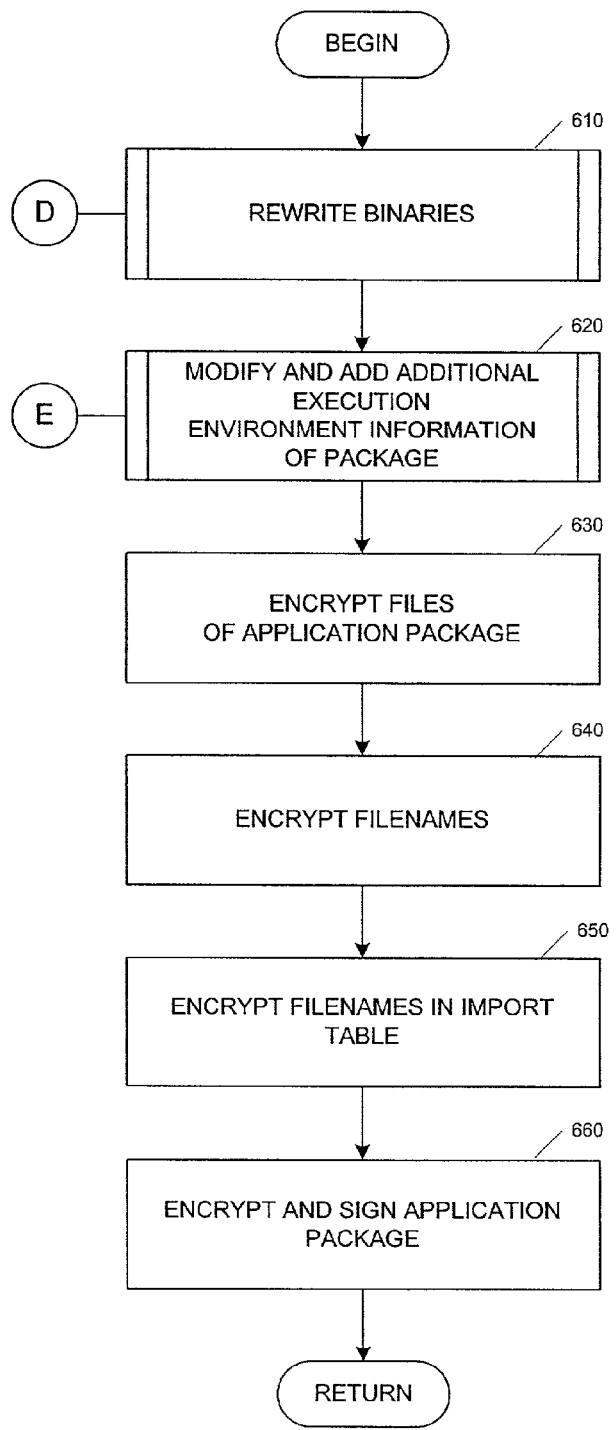 BEGIN
610
D
REWRITE BINARIES
620
E
MODIFY AND ADD ADDITIONAL
EXECUTION
ENVIRONMENT INFORMATION
OF PACKAGE
630
ENCRYPT FILES
OF APPLICATION PACKAGE
640
ENCRYPT FILENAMES
650
ENCRYPT FILENAMES IN IMPORT
TABLE
660
ENCRYPT AND SIGN APPLICATION
PACKAGE
RETURN